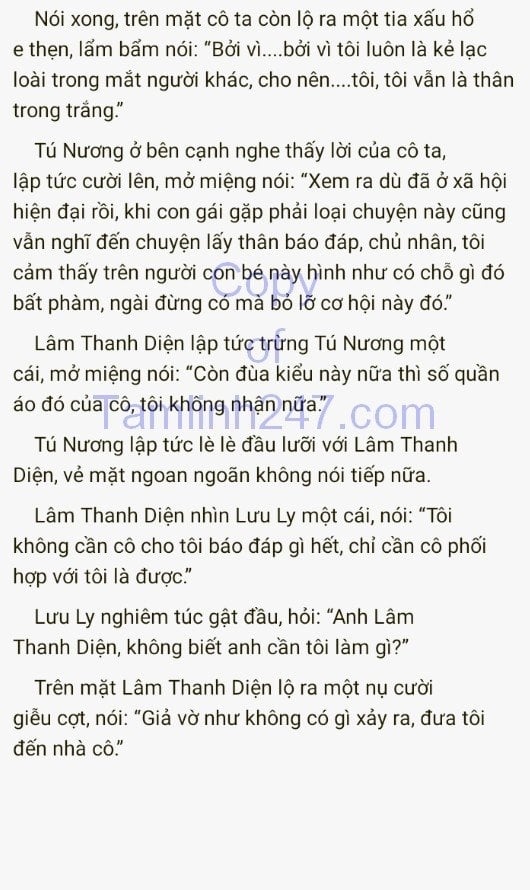 Nói xong, trên mặt cô ta còn lộ ra một tia xấu hổ
e thẹn, lẩm bẩm nói: “Bởi vì....bởi vì tôi luôn là kẻ lạc
loài trong mắt người khác, cho nên....tôi, tôi vẫn là thân
trong trắng.”
Tú Nương ở bên cạnh nghe thấy lời của cô ta,
lập tức cười lên, mở miệng nói: “Xem ra dù đã ở xã hội
hiện đại rồi, khi con gái gặp phải loại chuyện này cũng
vẫn nghĩ đến chuyện lấy thân báo đáp, chủ nhân, tôi
cảm thấy trên người con bé này hình như có chỗ gì đó
bất phàm, ngài đừng có mà bỏ lỡ cơ hội này đó.”
Copy
of
Tamlinh247.com
Lâm Thanh Diện lập tức trừng Tú Nương một
cái, mở miệng nói: “Còn đùa kiểu này nữa thì số quần
áo đó của cô, tôi không nhận nữa.”
Tú Nương lập tức lè lè đầu lưỡi với Lâm Thanh
Diện, vẻ mặt ngoan ngoãn không nói tiếp nữa.
Lâm Thanh Diện nhìn Lưu Ly một cái, nói: “Tôi
không cần cô cho tôi báo đáp gì hết, chỉ cần cô phối
hợp với tôi là được.”
Lưu Ly nghiêm túc gật đầu, hỏi: “Anh Lâm
Thanh Diện, không biết anh cần tôi làm gì?”
Trên mặt Lâm Thanh Diện lộ ra một nụ cười
giễu cợt, nói: “Giả vờ như không có gì xảy ra, đưa tôi
đến nhà cô.”